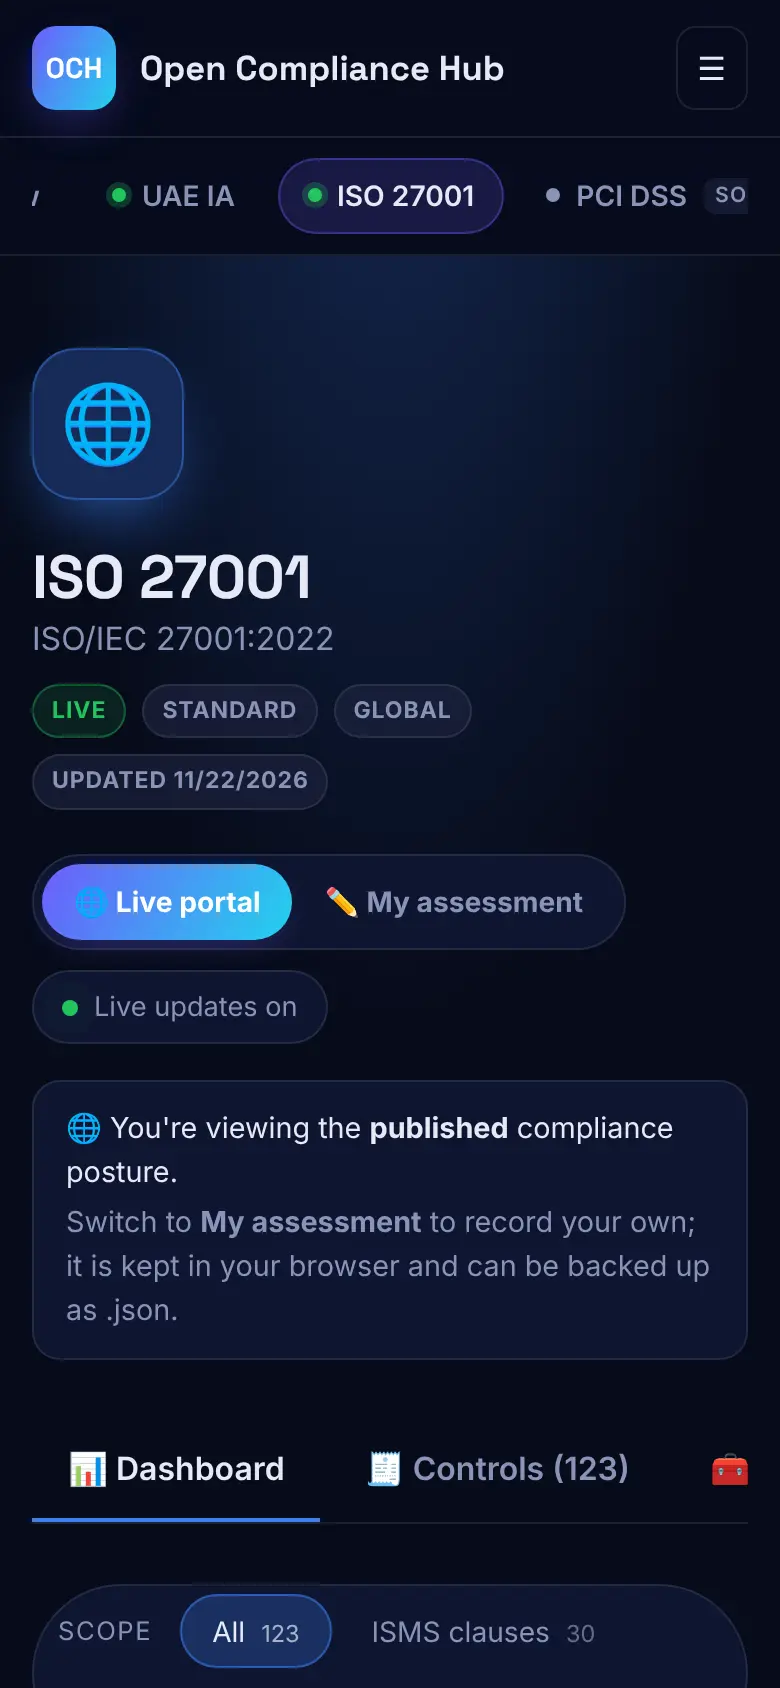 OCH Open Compliance Hub
UAE IA ISO 27001 PCI DSS SO
ISO 27001
ISO/IEC 27001:2022
LIVE STANDARD GLOBAL
UPDATED 11/22/2026
Live portal My assessment
Live updates on
You're viewing the published compliance
posture.
Switch to My assessment to record your own;
it is kept in your browser and can be backed up
as .json.
Dashboard Controls (123)
SCOPE All 123 ISMS clauses 30